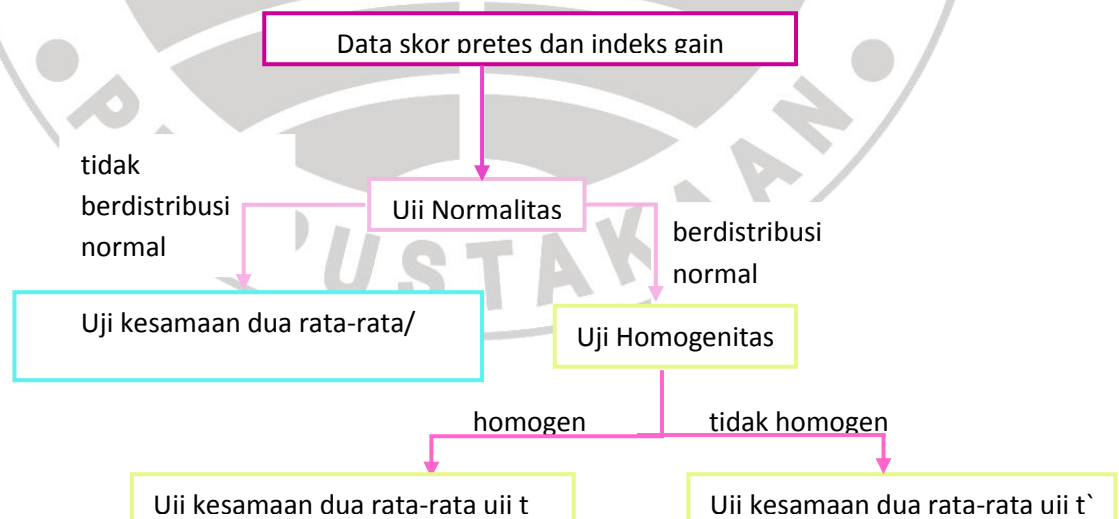 Data skor pretes dan indeks gain
tidak
berdistribusi
normal
Uji Normalitas
berdistribusi
normal
Uji kesamaan dua rata-rata/
Uji Homogenitas
homogen
tidak homogen
Uji kesamaan dua rata-rata uji t
Uji kesamaan dua rata-rata uji t`
PUSTAKAAN